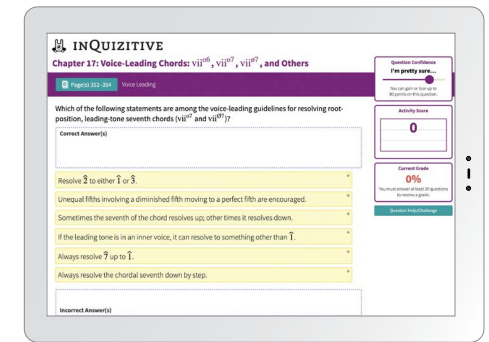 INQUIZITIVE
Chapter 17: Voice-Leading Chords: vii°⁶, vii°⁷, viiø⁷, and Others
Page(s) 352-354 Voice Leading
Which of the following statements are among the voice-leading guidelines for resolving root-
position, leading-tone seventh chords (vii°⁷ and viiø⁷)?
Correct Answer(s)
Resolve 2̂ to either 1̂ or 3̂.
Unequal fifths involving a diminished fifth moving to a perfect fifth are encouraged.
Sometimes the seventh of the chord resolves up; other times it resolves down.
If the leading tone is in an inner voice, it can resolve to something other than 1̂.
Always resolve 7̂ up to 1̂.
Always resolve the chordal seventh down by step.
Incorrect Answer(s)
Question Confidence
I'm pretty sure...
You can gain or lose up to
80 points on this question.
Activity Score
0
Current Grade
0%
You must answer at least 20 questions
to receive a grade.
Question Help/Challenge